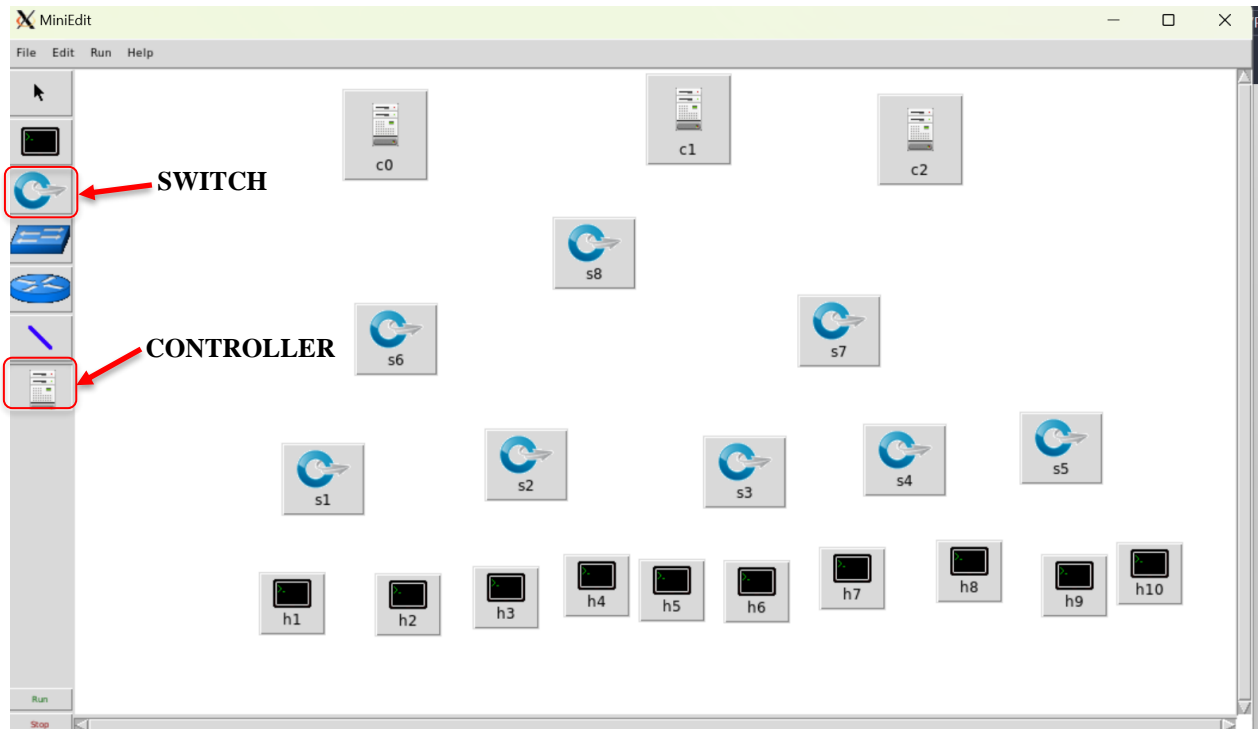 MiniEdit
File Edit Run Help
c0
c1
c2
SWITCH
s8
CONTROLLER
s6
s7
s1
s2
s3
s4
s5
h1
h2
h3
h4
h5
h6
h7
h8
h9
h10
Run
Stop